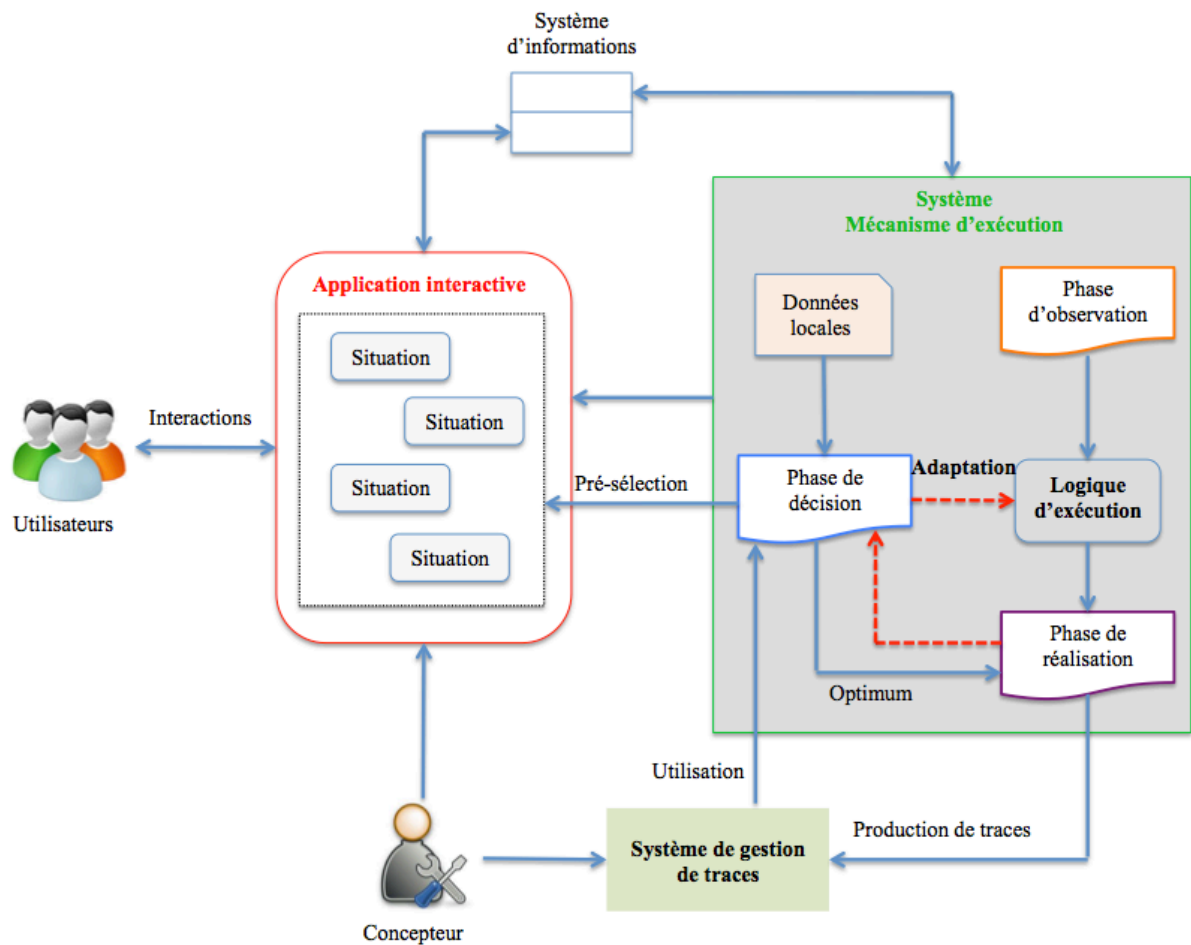 Système
d'informations
Système
Mécanisme d'exécution
Application interactive
Données
locales
Phase
d'observation
Situation
Situation
Situation
Situation
Interactions
Utilisateurs
Pré-sélection
Phase de
décision
Adaptation
Logique
d'exécution
Phase de
réalisation
Optimum
Utilisation
Production de traces
Système de gestion
de traces
Concepteur